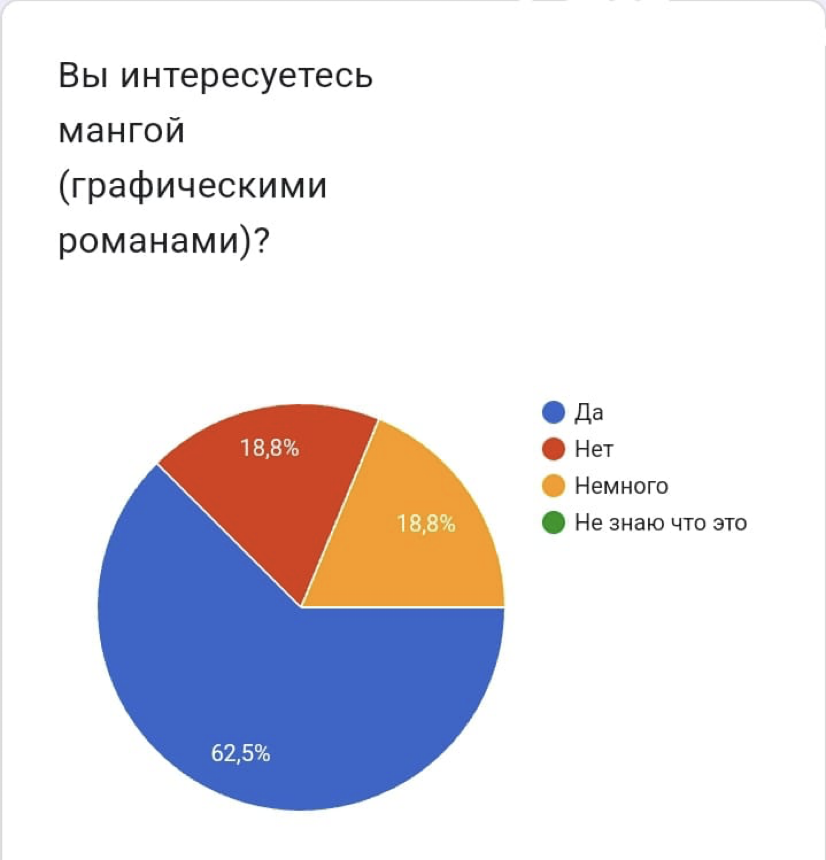 Вы интересуетесь
мангой
(графическими
романами)?
Да
Нет
Немного
Не знаю что это
18,8%
18,8%
62,5%